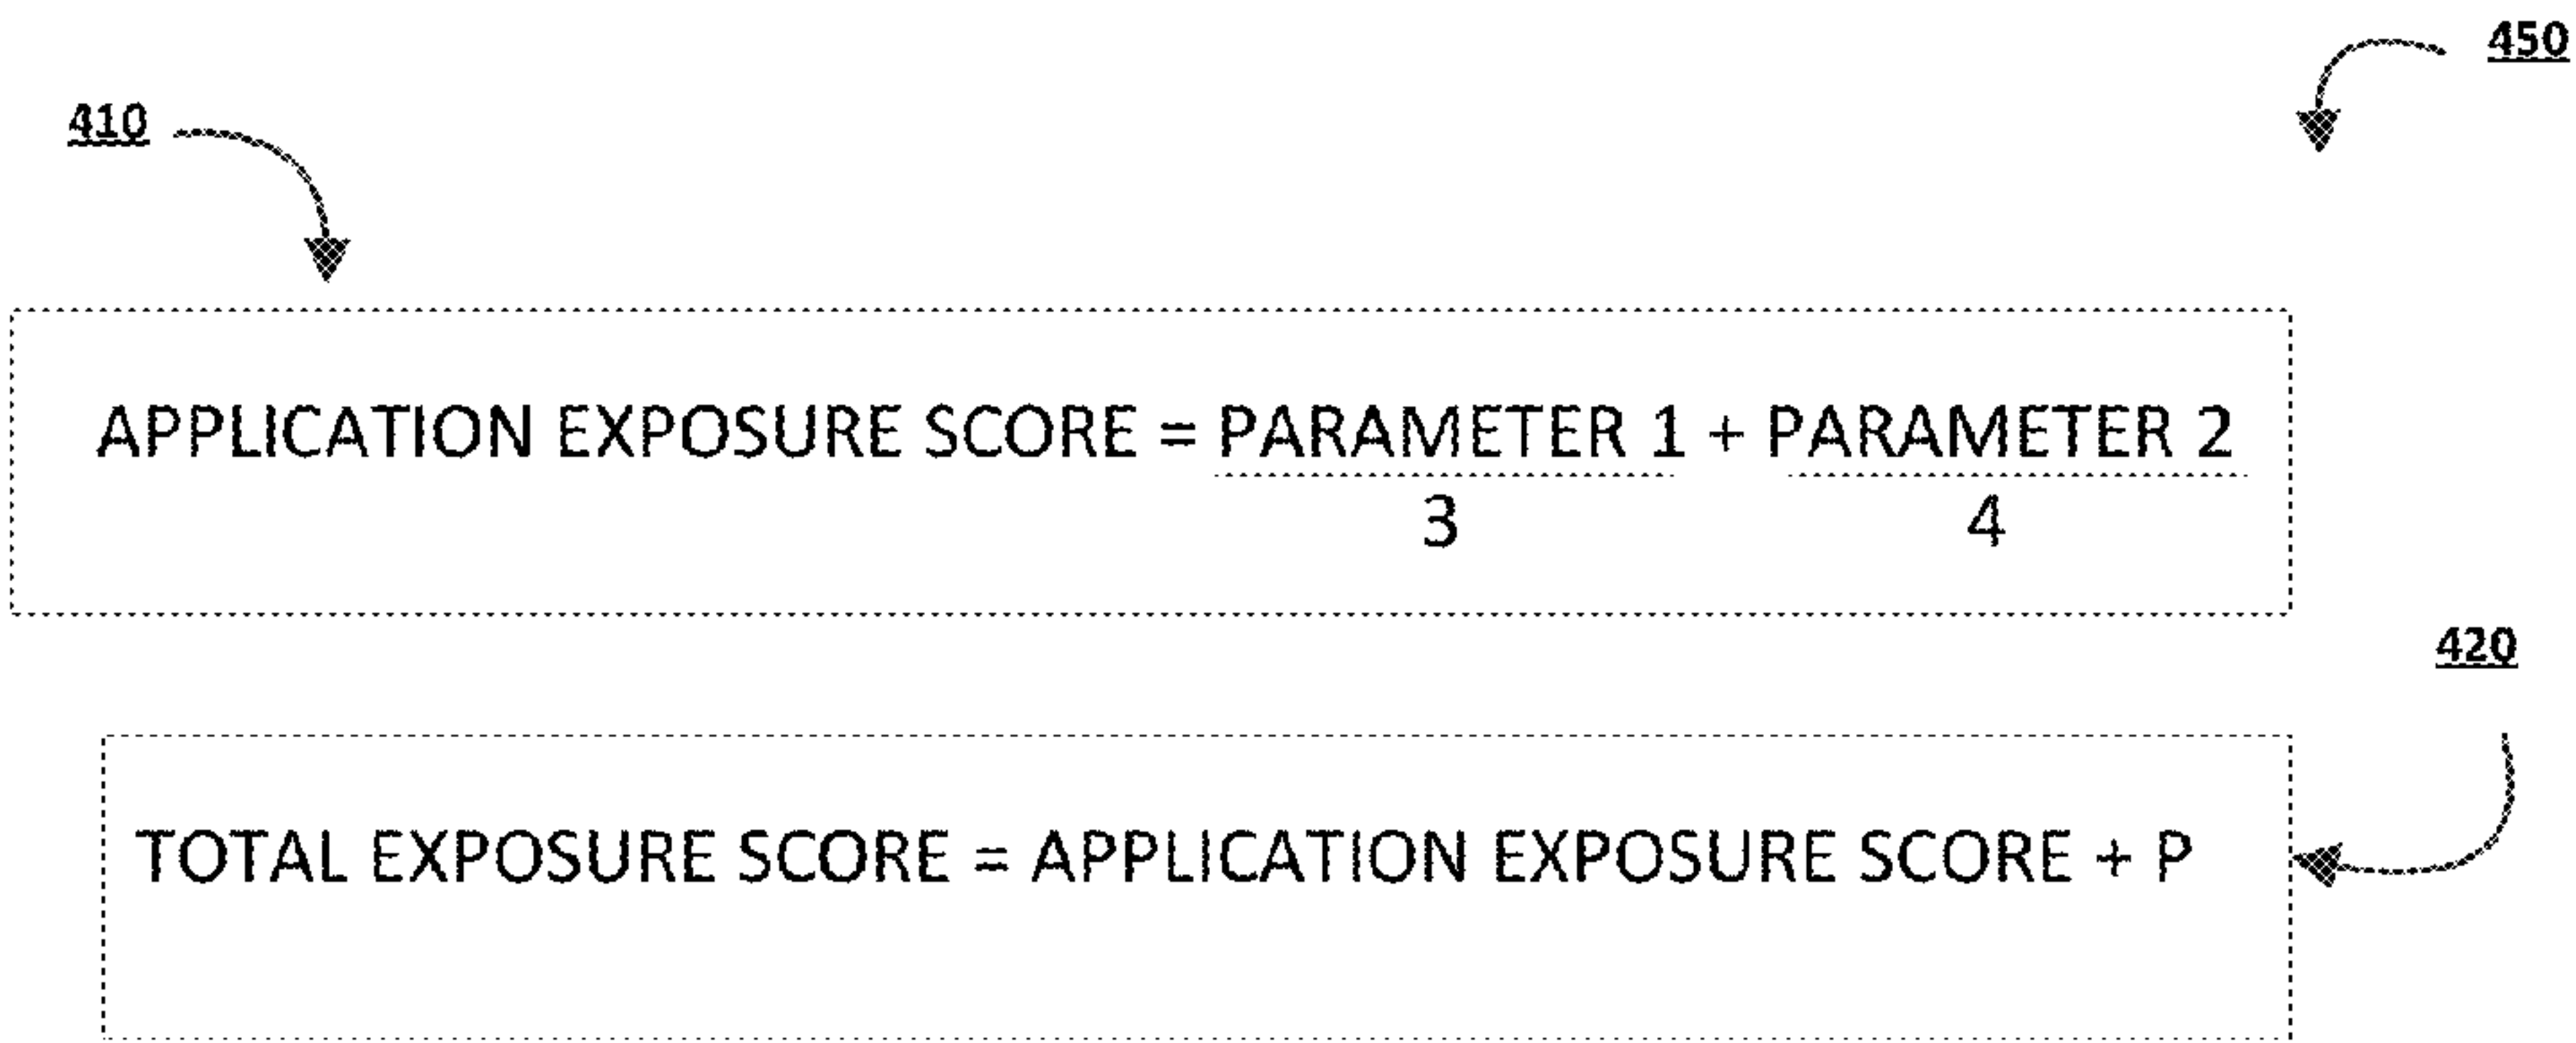 450
410
APPLICATION EXPOSURE SCORE = PARAMETER 1 + PARAMETER 2
3 4
420
TOTAL EXPOSURE SCORE = APPLICATION EXPOSURE SCORE + P